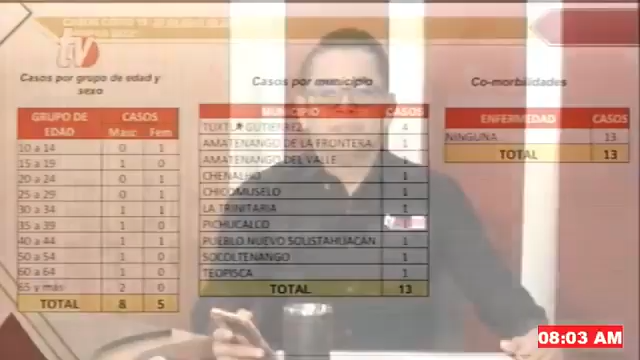 tv
Casos por grupo de edad y
sexo
GRUPO DE EDAD CASOS
Masc Fem
10 a 14 0 1
15 a 19 1 0
20 a 24 0 1
25 a 29 0 1
30 a 34 1 1
35 a 39 1 0
40 a 44 1 1
50 a 54 1 0
60 a 64 1 0
65 y más 2 0
TOTAL 8 5
Casos por municipio
MUNICIPIO CASOS
TUXTLA GUTIERREZ 4
AMATENANGO DE LA FRONTERA 1
AMATENANGO DEL VALLE 1
CHENALHO 1
CHICOMUSELO 1
LA TRINITARIA 1
PICHUCALCO 1
PUEBLO NUEVO SOLISTAHUACAN 1
SOCOLTENANGO 1
TEOPISCA 1
TOTAL 13
Co-morbilidades
ENFERMEDAD CASOS
NINGUNA 13
TOTAL 13
08:03 AM